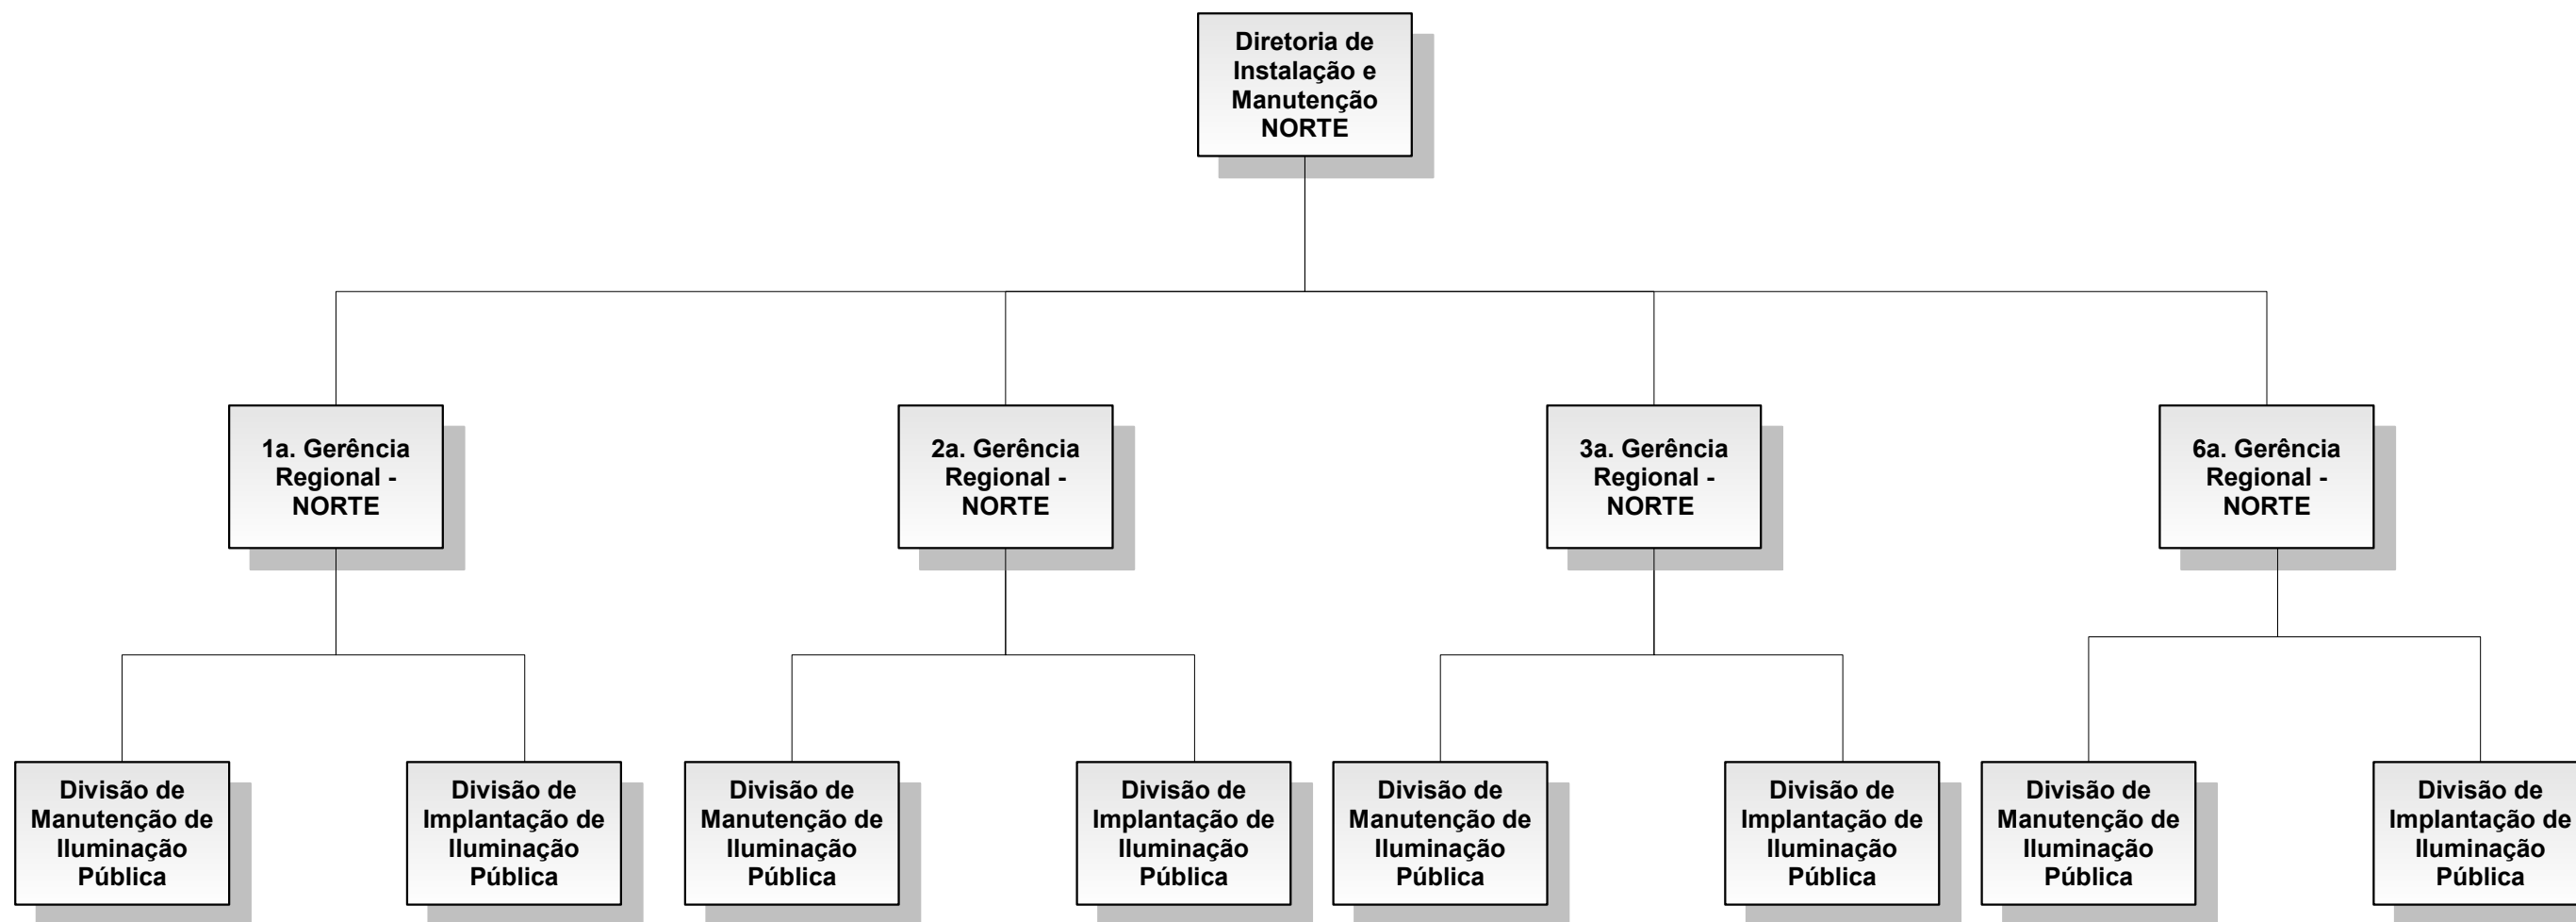 Diretoria de
Instalação e
Manutenção
NORTE
1a. Gerência
Regional -
NORTE
2a. Gerência
Regional -
NORTE
3a. Gerência
Regional -
NORTE
6a. Gerência
Regional -
NORTE
Divisão de
Manutenção de
Iluminação
Pública
Divisão de
Implantação de
Iluminação
Pública
Divisão de
Manutenção de
Iluminação
Pública
Divisão de
Implantação de
Iluminação
Pública
Divisão de
Manutenção de
Iluminação
Pública
Divisão de
Implantação de
Iluminação
Pública
Divisão de
Manutenção de
Iluminação
Pública
Divisão de
Implantação de
Iluminação
Pública